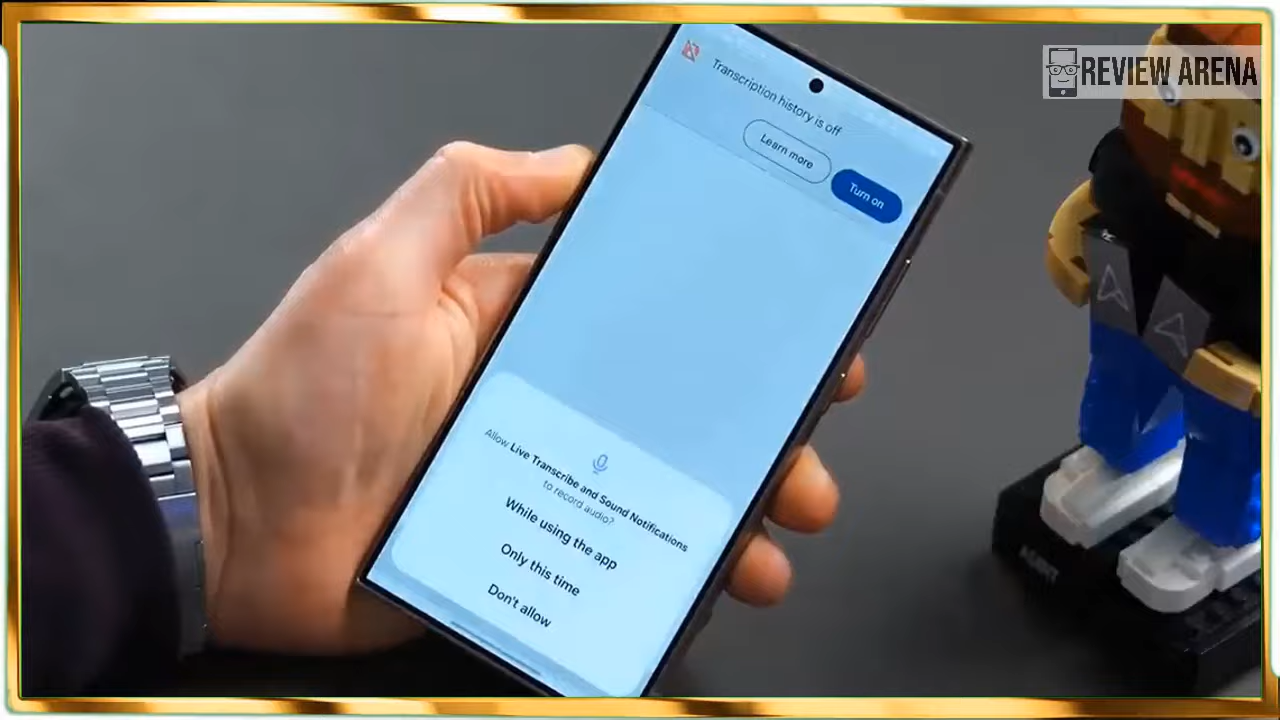 REVIEW ARENA
Transcription history is off
Learn more
Turn on
Allow Live Transcribe and Sound Notifications
to record audio?
While using the app
Only this time
Don't allow